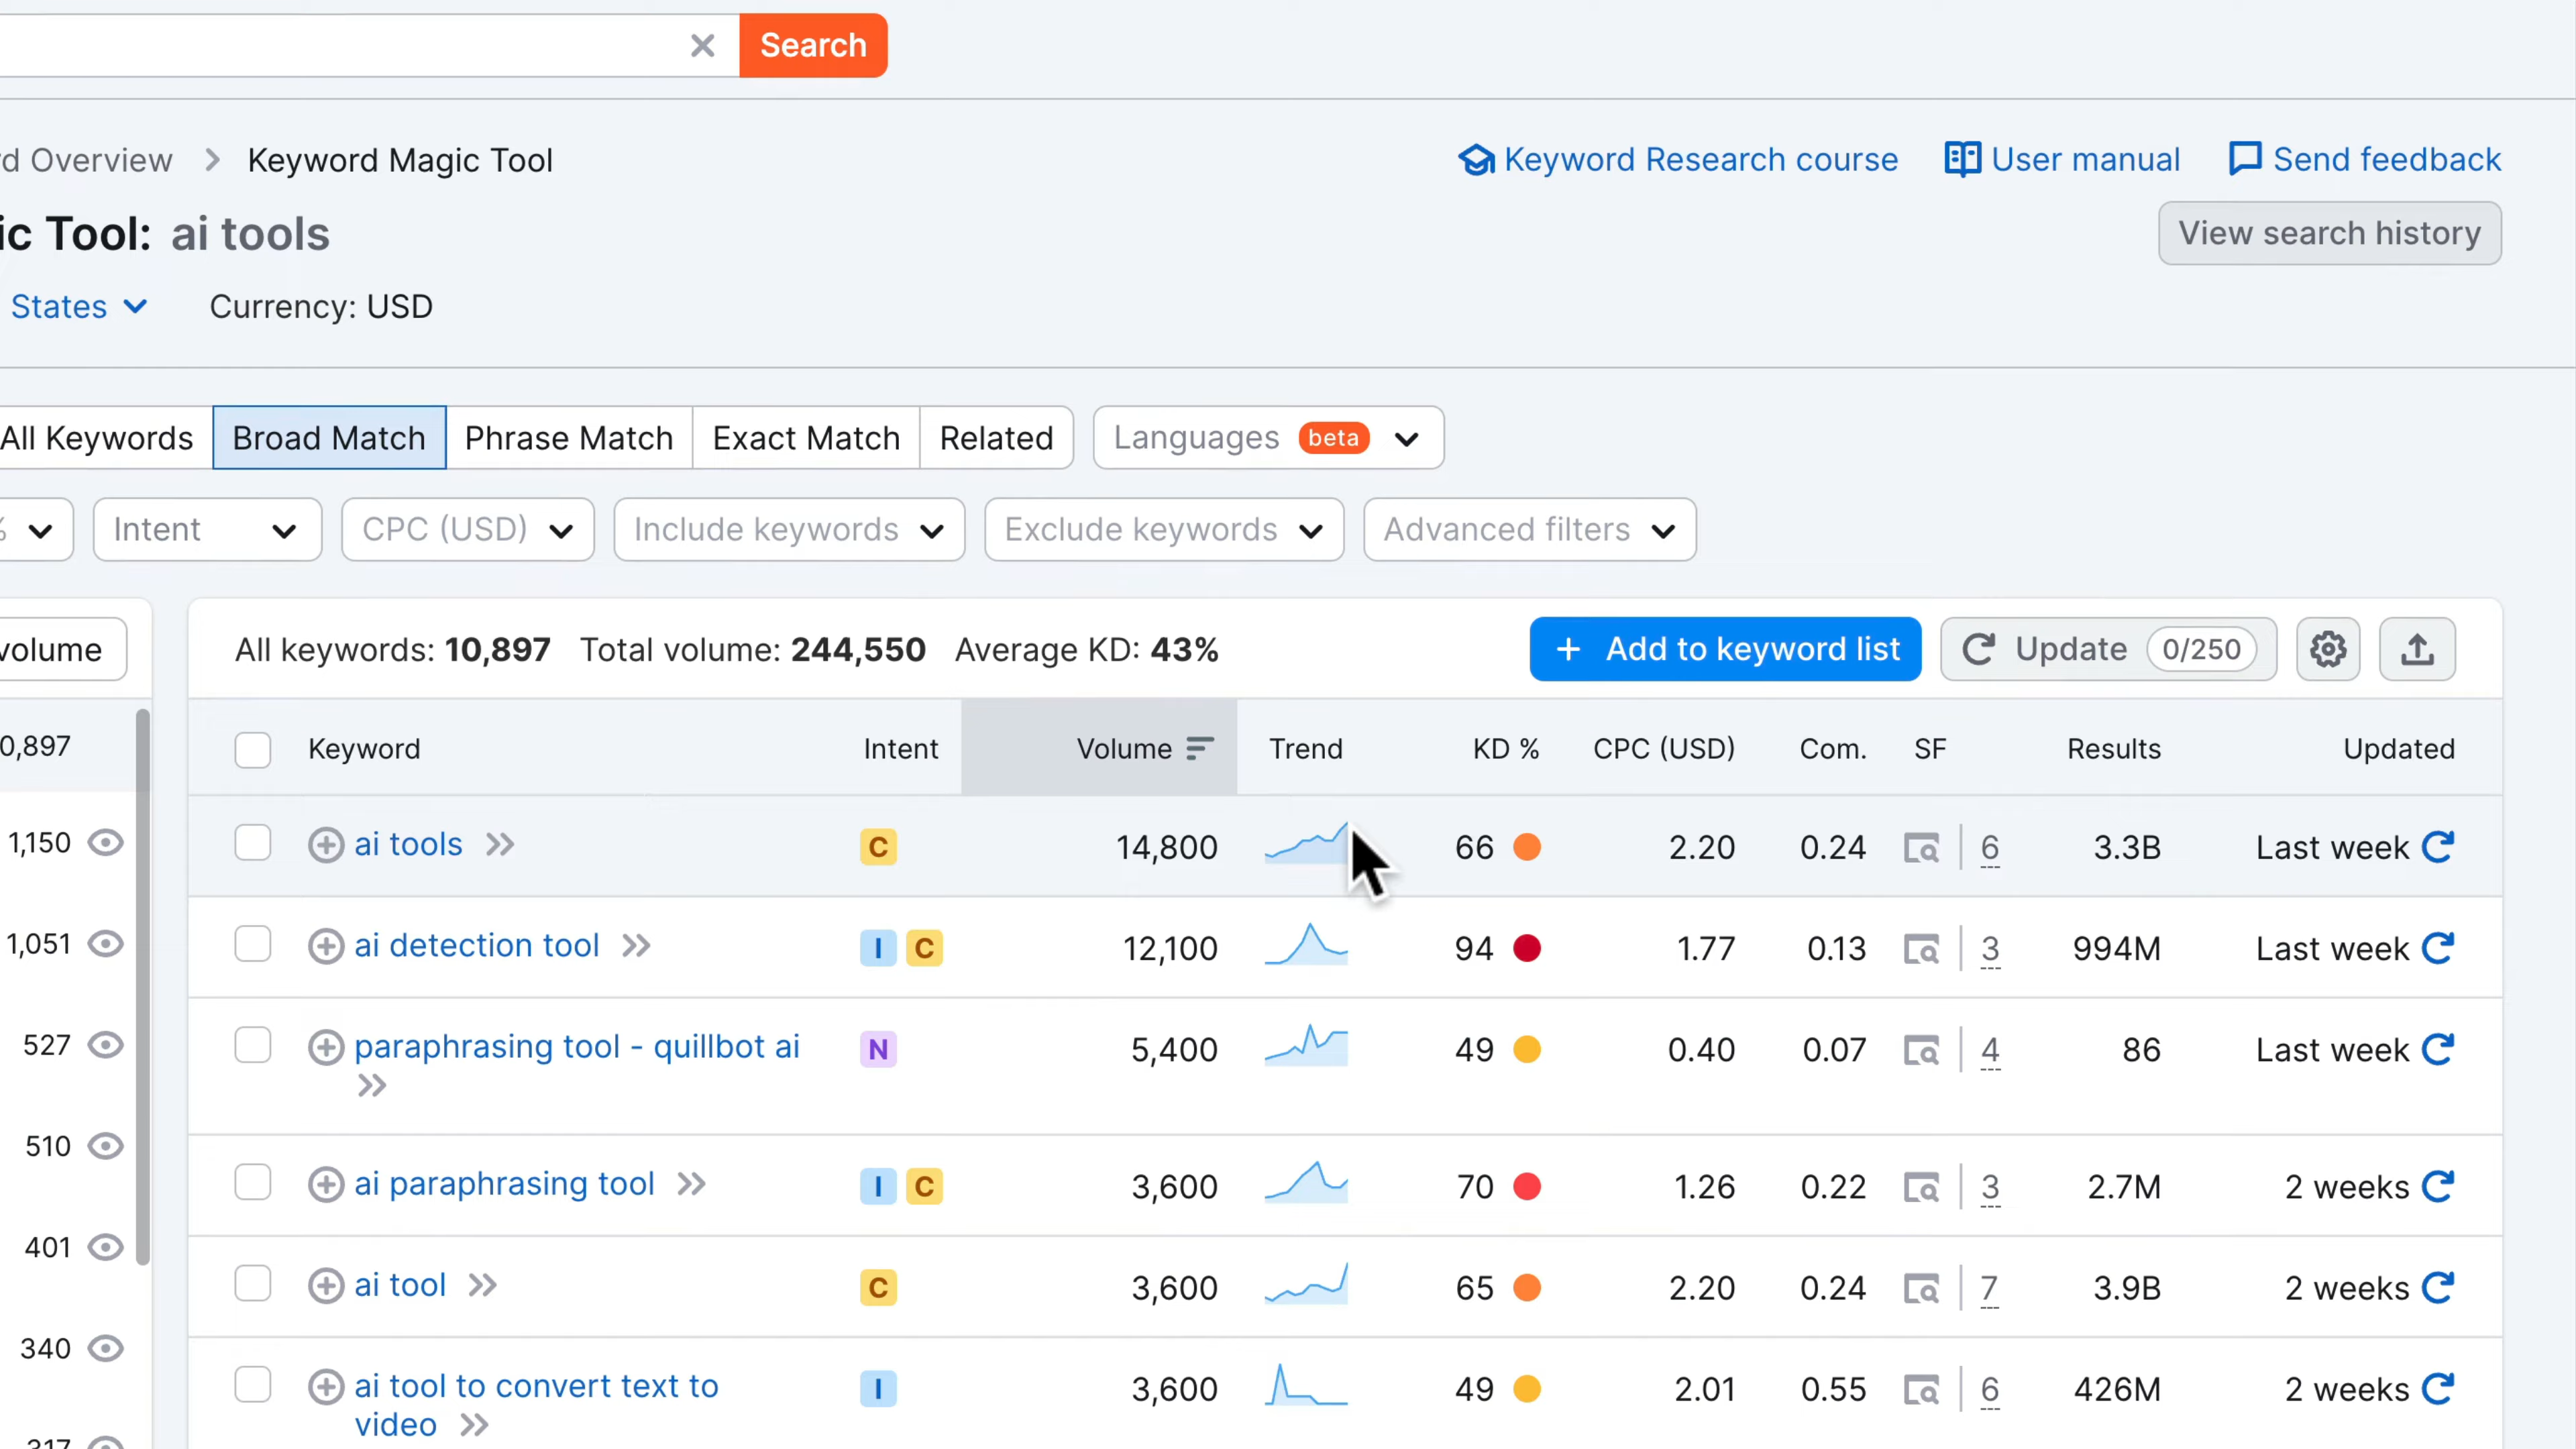 Search
d Overview > Keyword Magic Tool Keyword Research course User manual Send feedback
ic Tool: ai tools View search history
States Currency: USD
All Keywords Broad Match Phrase Match Exact Match Related Languages beta
% Intent CPC (USD) Include keywords Exclude keywords Advanced filters
volume All keywords: 10,897 Total volume: 244,550 Average KD: 43% + Add to keyword list Update 0/250
0,897 Keyword Intent Volume Trend KD % CPC (USD) Com. SF Results Updated
1,150 ai tools C 14,800 66 2.20 0.24 6 3.3B Last week
1,051 ai detection tool I C 12,100 94 1.77 0.13 3 994M Last week
527 paraphrasing tool - quillbot ai N 5,400 49 0.40 0.07 4 86 Last week
510 ai paraphrasing tool I C 3,600 70 1.26 0.22 3 2.7M 2 weeks
401 ai tool C 3,600 65 2.20 0.24 7 3.9B 2 weeks
340 ai tool to convert text to I 3,600 49 2.01 0.55 6 426M 2 weeks
video
317